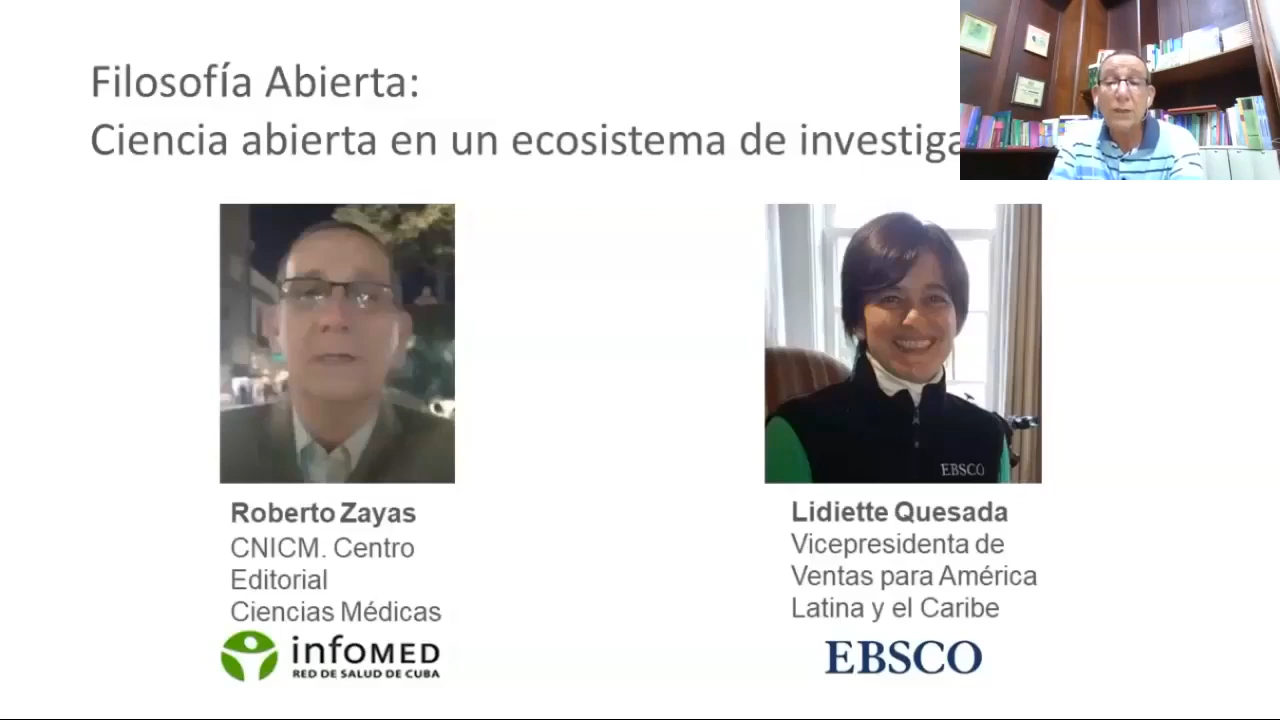 Filosofía Abierta:
Ciencia abierta en un ecosistema de
Roberto Zayas
CNICM. Centro
Editorial
Ciencias Médicas
infoMED
RED DE SALUD DE CUBA
EBSCO
Lidiette Quesada
Vicepresidenta de
Ventas para América
Latina y el Caribe
EBSCO